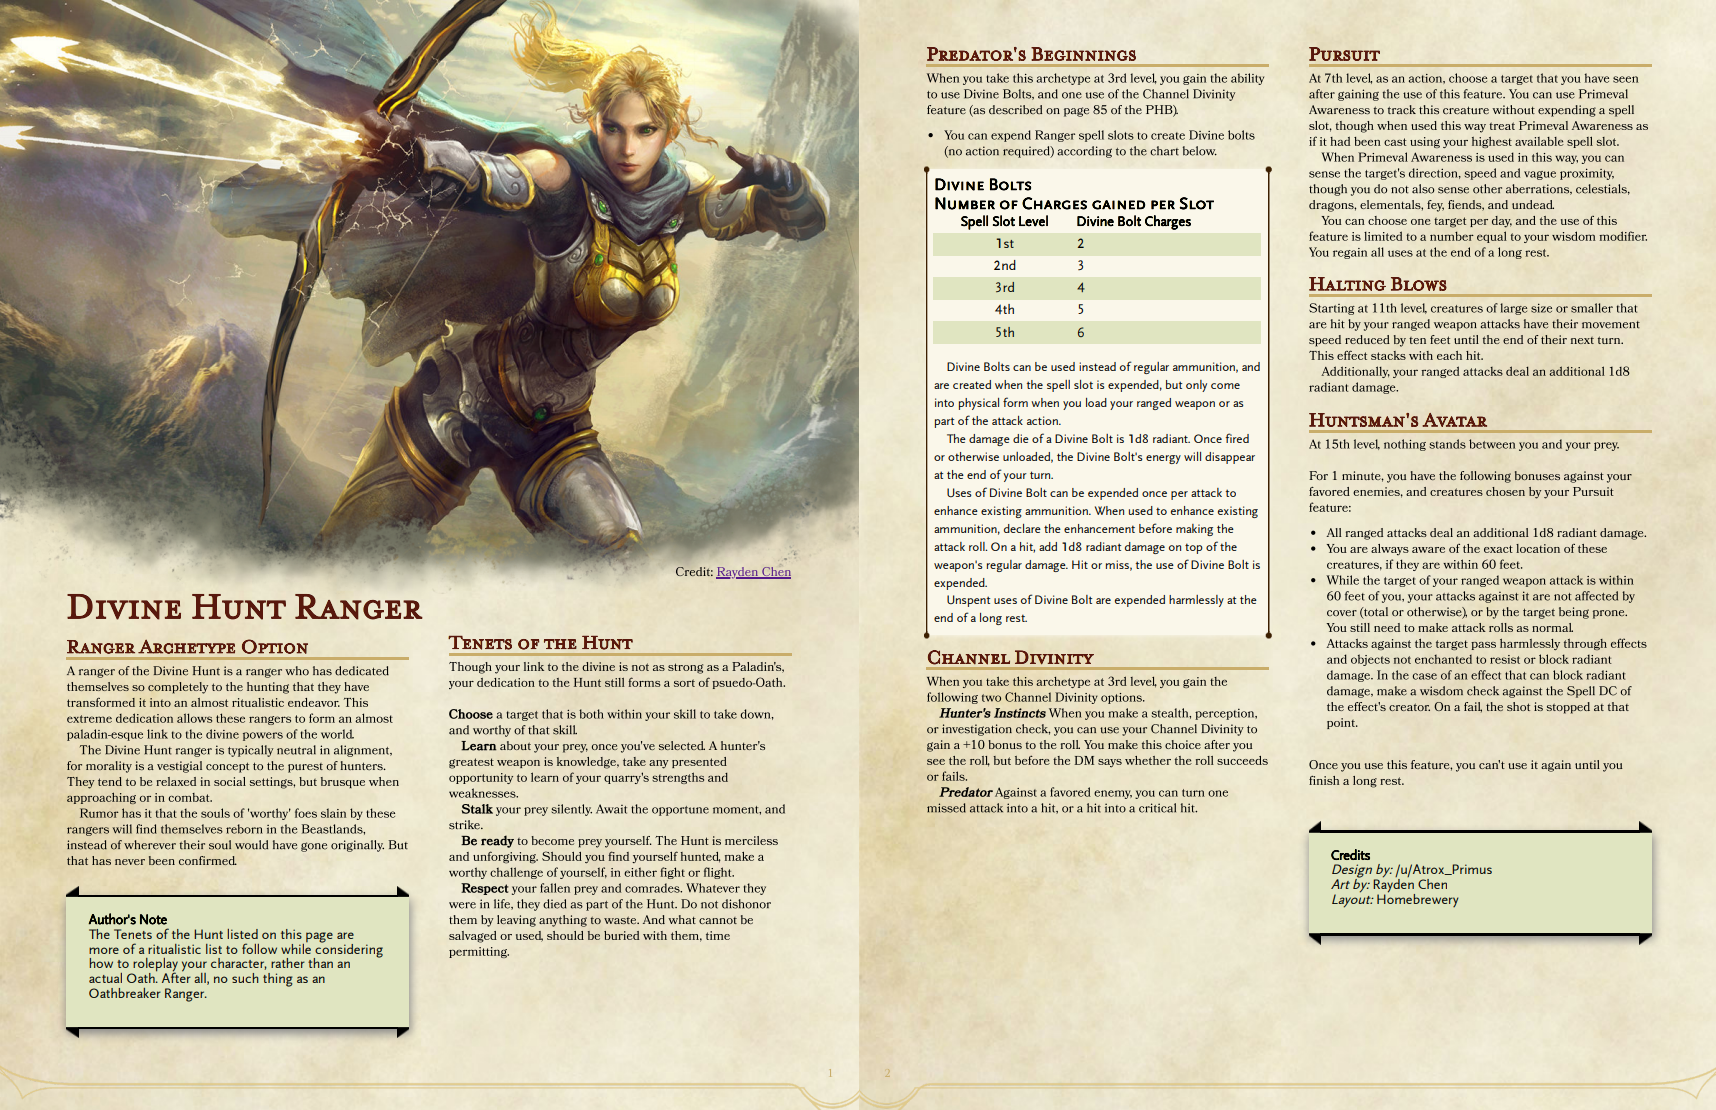 Credit: Rayden Chen
Divine Hunt Ranger
Ranger Archetype Option
A ranger of the Divine Hunt is a ranger who has dedicated
themselves so completely to the hunting that they have
transformed it into an almost ritualistic endeavor. This
extreme dedication allows these rangers to form an almost
paladin-esque link to the divine powers of the world.
The Divine Hunt ranger is typically neutral in alignment,
for morality is a vestigial concept to the purest of hunters.
They tend to be relaxed in social settings, but brusque when
approaching or in combat.
Rumor has it that the souls of 'worthy' foes slain by these
rangers will find themselves reborn in the Beastlands,
instead of wherever their soul would have gone originally. But
that has never been confirmed.
Author's Note
The Tenets of the Hunt listed on this page are
more of a ritualistic list to follow while considering
how to roleplay your character, rather than an
actual Oath. After all, no such thing as an
Oathbreaker Ranger.
Tenets of the Hunt
Though your link to the divine is not as strong as a Paladin's,
your dedication to the Hunt still forms a sort of psuedo-Oath.
Choose a target that is both within your skill to take down,
and worthy of that skill.
Learn about your prey, once you've selected. A hunter's
greatest weapon is knowledge, take any presented
opportunity to learn of your quarry's strengths and
weaknesses.
Stalk your prey silently. Await the opportune moment, and
strike.
Be ready to become prey yourself. The Hunt is merciless
and unforgiving. Should you find yourself hunted, make a
worthy challenge of yourself, in either fight or flight.
Respect your fallen prey and comrades. Whatever they
were in life, they died as part of the Hunt. Do not dishonor
them by leaving anything to waste. And what cannot be
salvaged or used, should be buried with them, time
permitting.
1
Predator's Beginnings
When you take this archetype at 3rd level, you gain the ability
to use Divine Bolts, and one use of the Channel Divinity
feature (as described on page 85 of the PHB).
• You can expend Ranger spell slots to create Divine bolts
(no action required) according to the chart below.
Divine Bolts
Number of Charges gained per Slot
Spell Slot Level Divine Bolt Charges
1st 2
2nd 3
3rd 4
4th 5
5th 6
Divine Bolts can be used instead of regular ammunition, and
are created when the spell slot is expended, but only come
into physical form when you load your ranged weapon or as
part of the attack action.
The damage die of a Divine Bolt is 1d8 radiant. Once fired
or otherwise unloaded, the Divine Bolt's energy will disappear
at the end of your turn.
Uses of Divine Bolt can be expended once per attack to
enhance existing ammunition. When used to enhance existing
ammunition, declare the enhancement before making the
attack roll. On a hit, add 1d8 radiant damage on top of the
weapon's regular damage. Hit or miss, the use of Divine Bolt is
expended.
Unspent uses of Divine Bolt are expended harmlessly at the
end of a long rest.
Channel Divinity
When you take this archetype at 3rd level, you gain the
following two Channel Divinity options.
Hunter's Instincts When you make a stealth, perception,
or investigation check, you can use your Channel Divinity to
gain a +10 bonus to the roll. You make this choice after you
see the roll, but before the DM says whether the roll succeeds
or fails.
Predator Against a favored enemy, you can turn one
missed attack into a hit, or a hit into a critical hit.
2
Pursuit
At 7th level, as an action, choose a target that you have seen
after gaining the use of this feature. You can use Primeval
Awareness to track this creature without expending a spell
slot, though when used this way treat Primeval Awareness as
if it had been cast using your highest available spell slot.
When Primeval Awareness is used in this way, you can
sense the target's direction, speed and vague proximity,
though you do not also sense other aberrations, celestials,
dragons, elementals, fey, fiends, and undead.
You can choose one target per day, and the use of this
feature is limited to a number equal to your wisdom modifier.
You regain all uses at the end of a long rest.
Halting Blows
Starting at 11th level, creatures of large size or smaller that
are hit by your ranged weapon attacks have their movement
speed reduced by ten feet until the end of their next turn.
This effect stacks with each hit.
Additionally, your ranged attacks deal an additional 1d8
radiant damage.
Huntsman's Avatar
At 15th level, nothing stands between you and your prey.
For 1 minute, you have the following bonuses against your
favored enemies, and creatures chosen by your Pursuit
feature:
• All ranged attacks deal an additional 1d8 radiant damage.
• You are always aware of the exact location of these
creatures, if they are within 60 feet.
• While the target of your ranged weapon attack is within
60 feet of you, your attacks against it are not affected by
cover (total or otherwise), or by the target being prone.
You still need to make attack rolls as normal.
• Attacks against the target pass harmlessly through effects
and objects not enchanted to resist or block radiant
damage. In the case of an effect that can block radiant
damage, make a wisdom check against the Spell DC of
the effect's creator. On a fail, the shot is stopped at that
point.
Once you use this feature, you can't use it again until you
finish a long rest.
Credits
Design by: /u/Atrox_Primus
Art by: Rayden Chen
Layout: Homebrewery